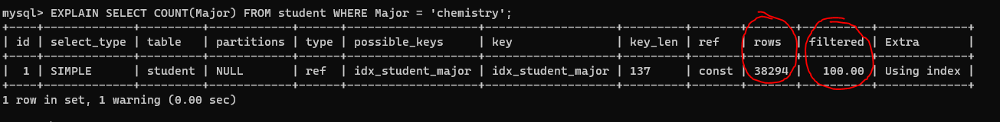 mysql> EXPLAIN SELECT COUNT(Major) FROM student WHERE Major = 'chemistry';
+----+-------------+---------+------------+------+-------------------+-------------------+---------+-------+-------+----------+-------------+
| id | select_type | table   | partitions | type | possible_keys     | key               | key_len | ref   | rows  | filtered | Extra       |
+----+-------------+---------+------------+------+-------------------+-------------------+---------+-------+-------+----------+-------------+
|  1 | SIMPLE      | student | NULL       | ref  | idx_student_major | idx_student_major | 137     | const | 38294 |   100.00 | Using index |
+----+-------------+---------+------------+------+-------------------+-------------------+---------+-------+-------+----------+-------------+
1 row in set, 1 warning (0.00 sec)